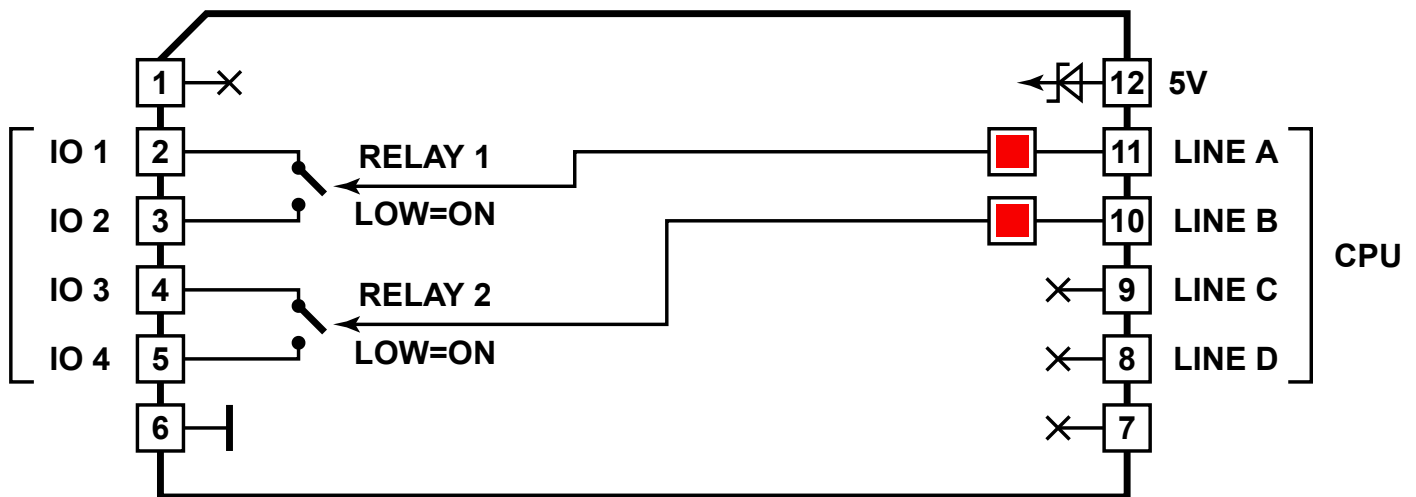 1
12 5V
IO 1 2 RELAY 1 11 LINE A
LOW=ON
IO 2 3 10 LINE B
CPU
IO 3 4 RELAY 2 9 LINE C
LOW=ON
IO 4 5 8 LINE D
6 7